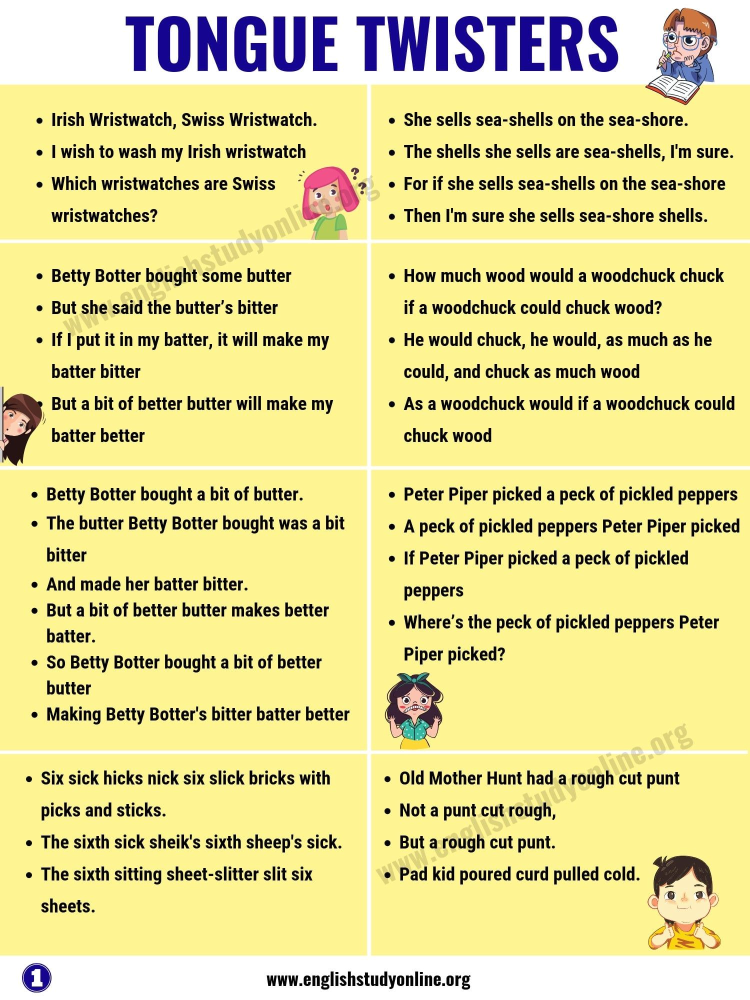 TONGUE TWISTERS
• Irish Wristwatch, Swiss Wristwatch.
• I wish to wash my Irish wristwatch
• Which wristwatches are Swiss
wristwatches?
• She sells sea-shells on the sea-shore.
• The shells she sells are sea-shells, I'm sure.
• For if she sells sea-shells on the sea-shore
• Then I'm sure she sells sea-shore shells.
• Betty Botter bought some butter
• But she said the butter’s bitter
• If I put it in my batter, it will make my
batter bitter
• But a bit of better butter will make my
batter better
• How much wood would a woodchuck chuck
if a woodchuck could chuck wood?
• He would chuck, he would, as much as he
could, and chuck as much wood
• As a woodchuck would if a woodchuck could
chuck wood
• Betty Botter bought a bit of butter.
• The butter Betty Botter bought was a bit
bitter
• And made her batter bitter.
• But a bit of better butter makes better
batter.
• So Betty Botter bought a bit of better
butter
• Making Betty Botter's bitter batter better
• Peter Piper picked a peck of pickled peppers
• A peck of pickled peppers Peter Piper picked
• If Peter Piper picked a peck of pickled
peppers
• Where’s the peck of pickled peppers Peter
Piper picked?
• Six sick hicks nick six slick bricks with
picks and sticks.
• The sixth sick sheik's sixth sheep's sick.
• The sixth sitting sheet-slitter slit six
sheets.
• Old Mother Hunt had a rough cut punt
• Not a punt cut rough,
• But a rough cut punt.
• Pad kid poured curd pulled cold.
www.englishstudyonline.org
www.englishstudyonline.org
1
www.englishstudyonline.org